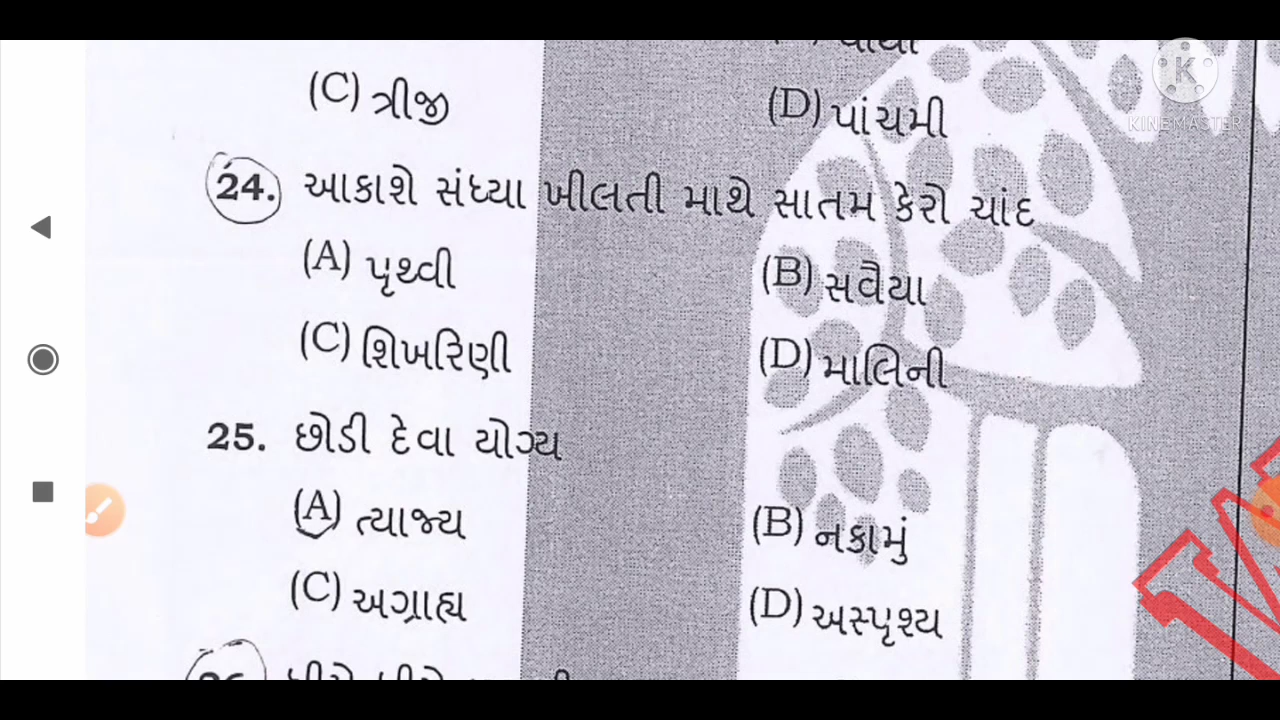 (C) ત્રીજી (D) પાંચમી
K
KINEMASTER
24. આકાશે સંધ્યા ખીલતી માથે સાતમ કેરો ચાંદ
(A) પૃથ્વી (B) સવૈયા
(C) શિખરિણી (D) માલિની
25. છોડી દેવા યોગ્ય
(A) ત્યાજ્ય (B) નકામું
(C) અગ્રાહ્ય (D) અસ્પૃશ્ય